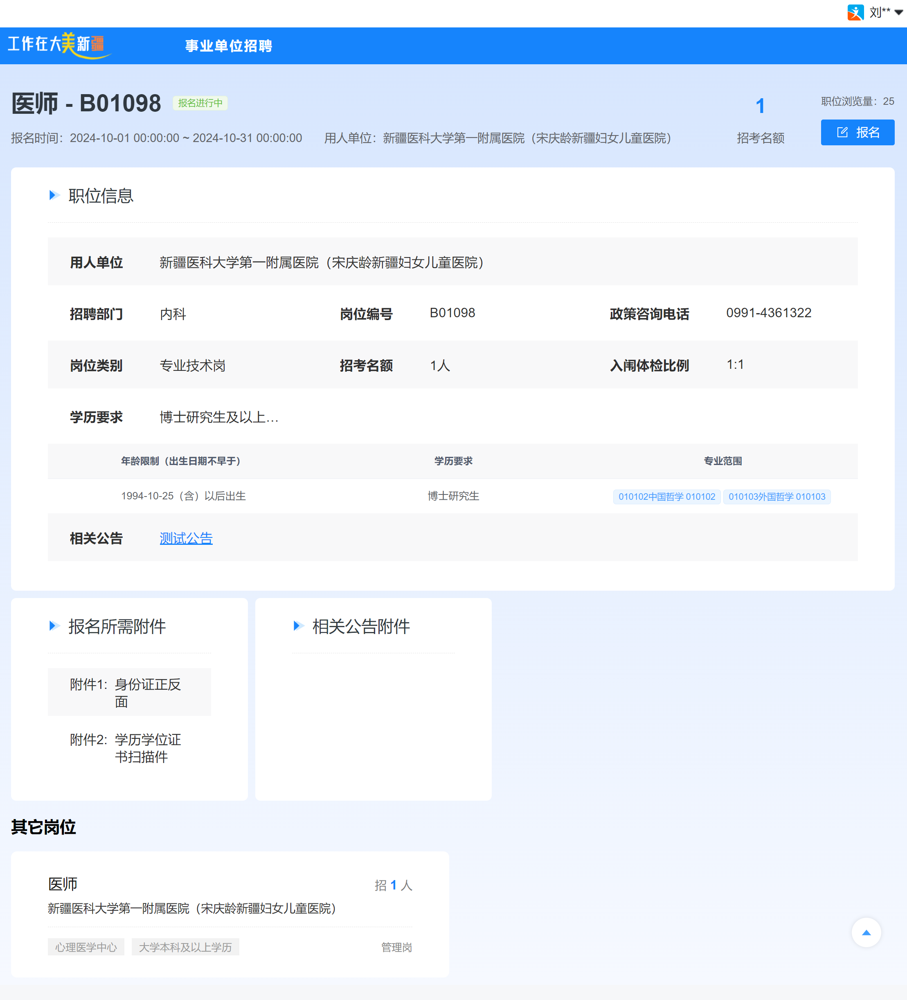 刘**
工作在大美新疆
事业单位招聘
医师 - B01098
报名进行中
报名时间：2024-10-01 00:00:00 ~ 2024-10-31 00:00:00
用人单位：新疆医科大学第一附属医院（宋庆龄新疆妇女儿童医院）
1
招考名额
职位浏览量：25
报名
职位信息
用人单位 新疆医科大学第一附属医院（宋庆龄新疆妇女儿童医院）
招聘部门 内科 岗位编号 B01098 政策咨询电话 0991-4361322
岗位类别 专业技术岗 招考名额 1人 入闱体检比例 1:1
学历要求 博士研究生及以上...
年龄限制（出生日期不早于） 学历要求 专业范围
1994-10-25（含）以后出生 博士研究生 010102中国哲学 010102 010103外国哲学 010103
相关公告 测试公告
报名所需附件
附件1: 身份证正反
面
附件2: 学历学位证
书扫描件
相关公告附件
其它岗位
医师 招 1 人
新疆医科大学第一附属医院（宋庆龄新疆妇女儿童医院）
心理医学中心 大学本科及以上学历 管理岗